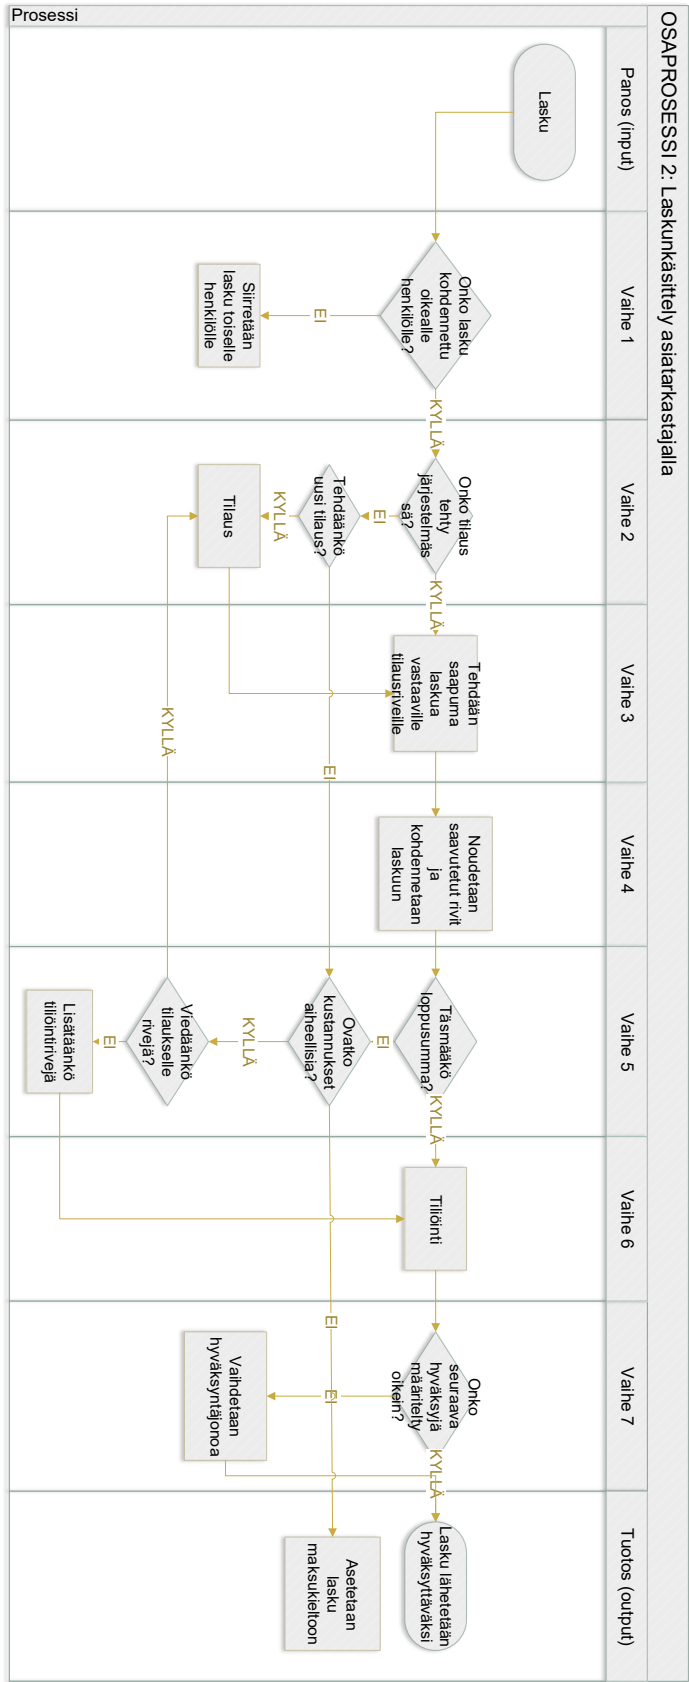 OSAPROSESSI 2: Laskunkäsittely asiatarkastajalla
Prosessi
Panos (input)
Vaihe 1
Vaihe 2
Vaihe 3
Vaihe 4
Vaihe 5
Vaihe 6
Vaihe 7
Tuotos (output)
Lasku
Onko lasku
kohdennettu
oikealle
henkilölle?
EI
Siirretään
lasku toiselle
henkilölle
KYLLÄ
Onko tilaus
tehty
järjestelmäs
sä?
EI
Tehdäänkö
uusi tilaus?
KYLLÄ
Tilaus
KYLLÄ
Tehdään
saapuma
laskua
vastaaville
tilausriveille
EI
KYLLÄ
Noudetaan
saavutetut rivit
ja
kohdennetaan
laskuun
Täsmääkö
loppusumma?
EI
Ovatko
kustannukset
aiheellisia?
KYLLÄ
Viedäänkö
tilaukselle
rivejä?
EI
Lisätäänkö
tiliöintirivejä
KYLLÄ
Tiliöinti
EI
Onko
seuraava
hyväksyjä
määritelty
oikein?
EI
Vaihdetaan
hyväksyntäjonoa
KYLLÄ
Lasku lähetetään
hyväksyttäväksi
Asetetaan
lasku
maksukieltoon